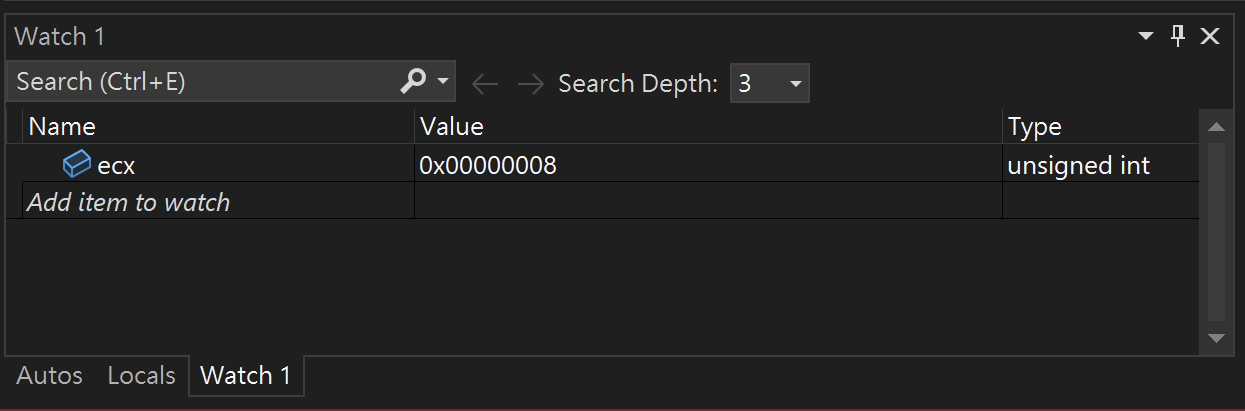 Watch 1
Search (Ctrl+E) Search Depth: 3
Name Value Type
ecx 0x00000008 unsigned int
Add item to watch
Autos Locals Watch 1